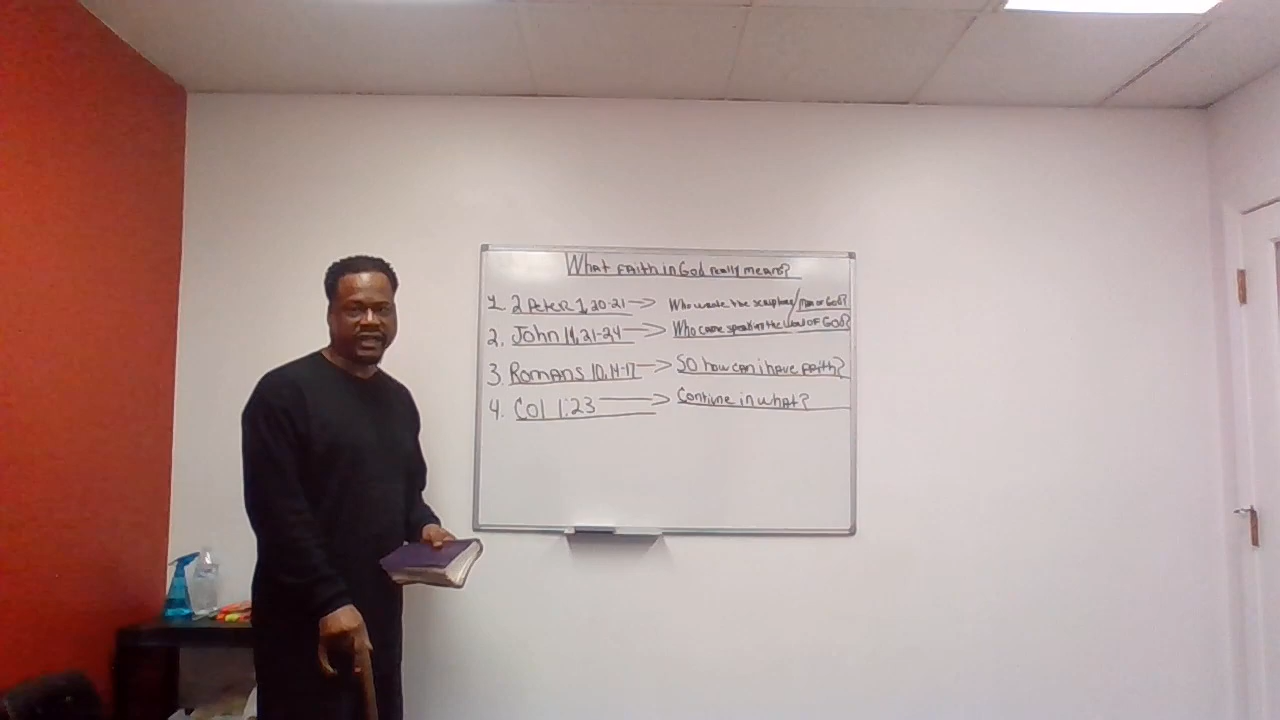 What FAith in God really means?
1. 2 Peter 1,20-21 → Who wrote the scriptures / man or God?
2. John 14,21-24 → Who came speaking the Word OF GOD?
3. Romans 10,14-17 → SO how can i have FAith?
4. Col 1:23 → Continue in whAt?